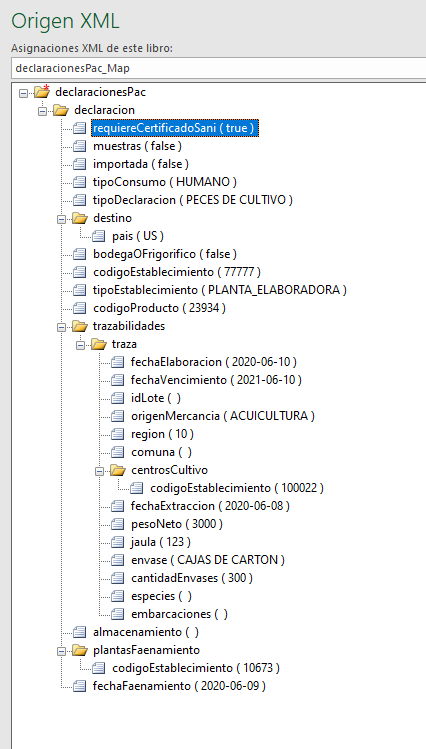 Origen XML
Asignaciones XML de este libro:
declaracionesPac_Map
declaracionesPac
declaracion
requiereCertificadoSani ( true )
muestras ( false )
importada ( false )
tipoConsumo ( HUMANO )
tipoDeclaracion ( PECES DE CULTIVO )
destino
pais ( US )
bodegaOFrigorifico ( false )
codigoEstablecimiento ( 77777 )
tipoEstablecimiento ( PLANTA_ELABORADORA )
codigoProducto ( 23934 )
trazabilidades
traza
fechaElaboracion ( 2020-06-10 )
fechaVencimiento ( 2021-06-10 )
idLote ( )
origenMercancia ( ACUICULTURA )
region ( 10 )
comuna ( )
centrosCultivo
codigoEstablecimiento ( 100022 )
fechaExtraccion ( 2020-06-08 )
pesoNeto ( 3000 )
jaula ( 123 )
envase ( CAJAS DE CARTON )
cantidadEnvases ( 300 )
especies ( )
embarcaciones ( )
almacenamiento ( )
plantasFaenamiento
codigoEstablecimiento ( 10673 )
fechaFaenamiento ( 2020-06-09 )